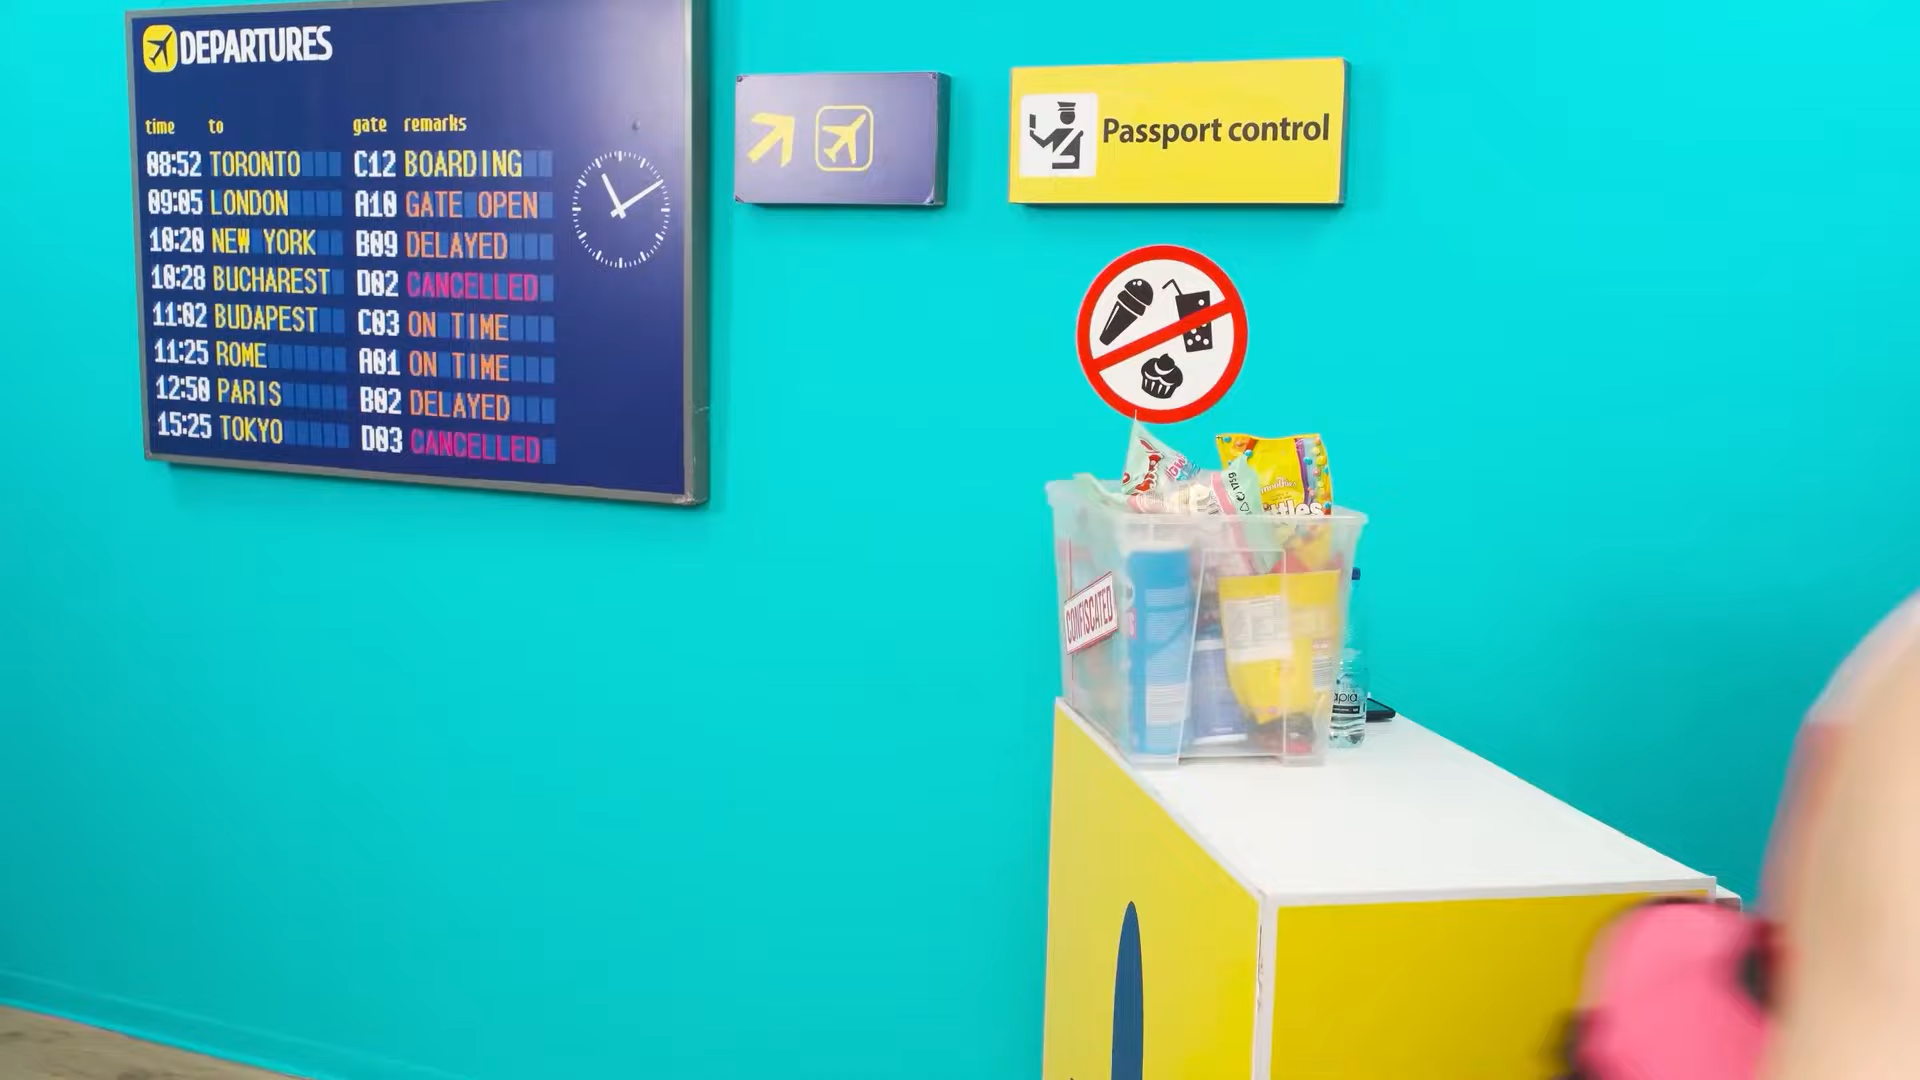 DEPARTURES
time to gate remarks
08:52 TORONTO C12 BOARDING
09:05 LONDON A10 GATE OPEN
10:20 NEW YORK B09 DELAYED
10:28 BUCHAREST D02 CANCELLED
11:02 BUDAPEST C03 ON TIME
11:25 ROME A01 ON TIME
12:50 PARIS B02 DELAYED
15:25 TOKYO D03 CANCELLED
Passport control
175g
CONFISCATED